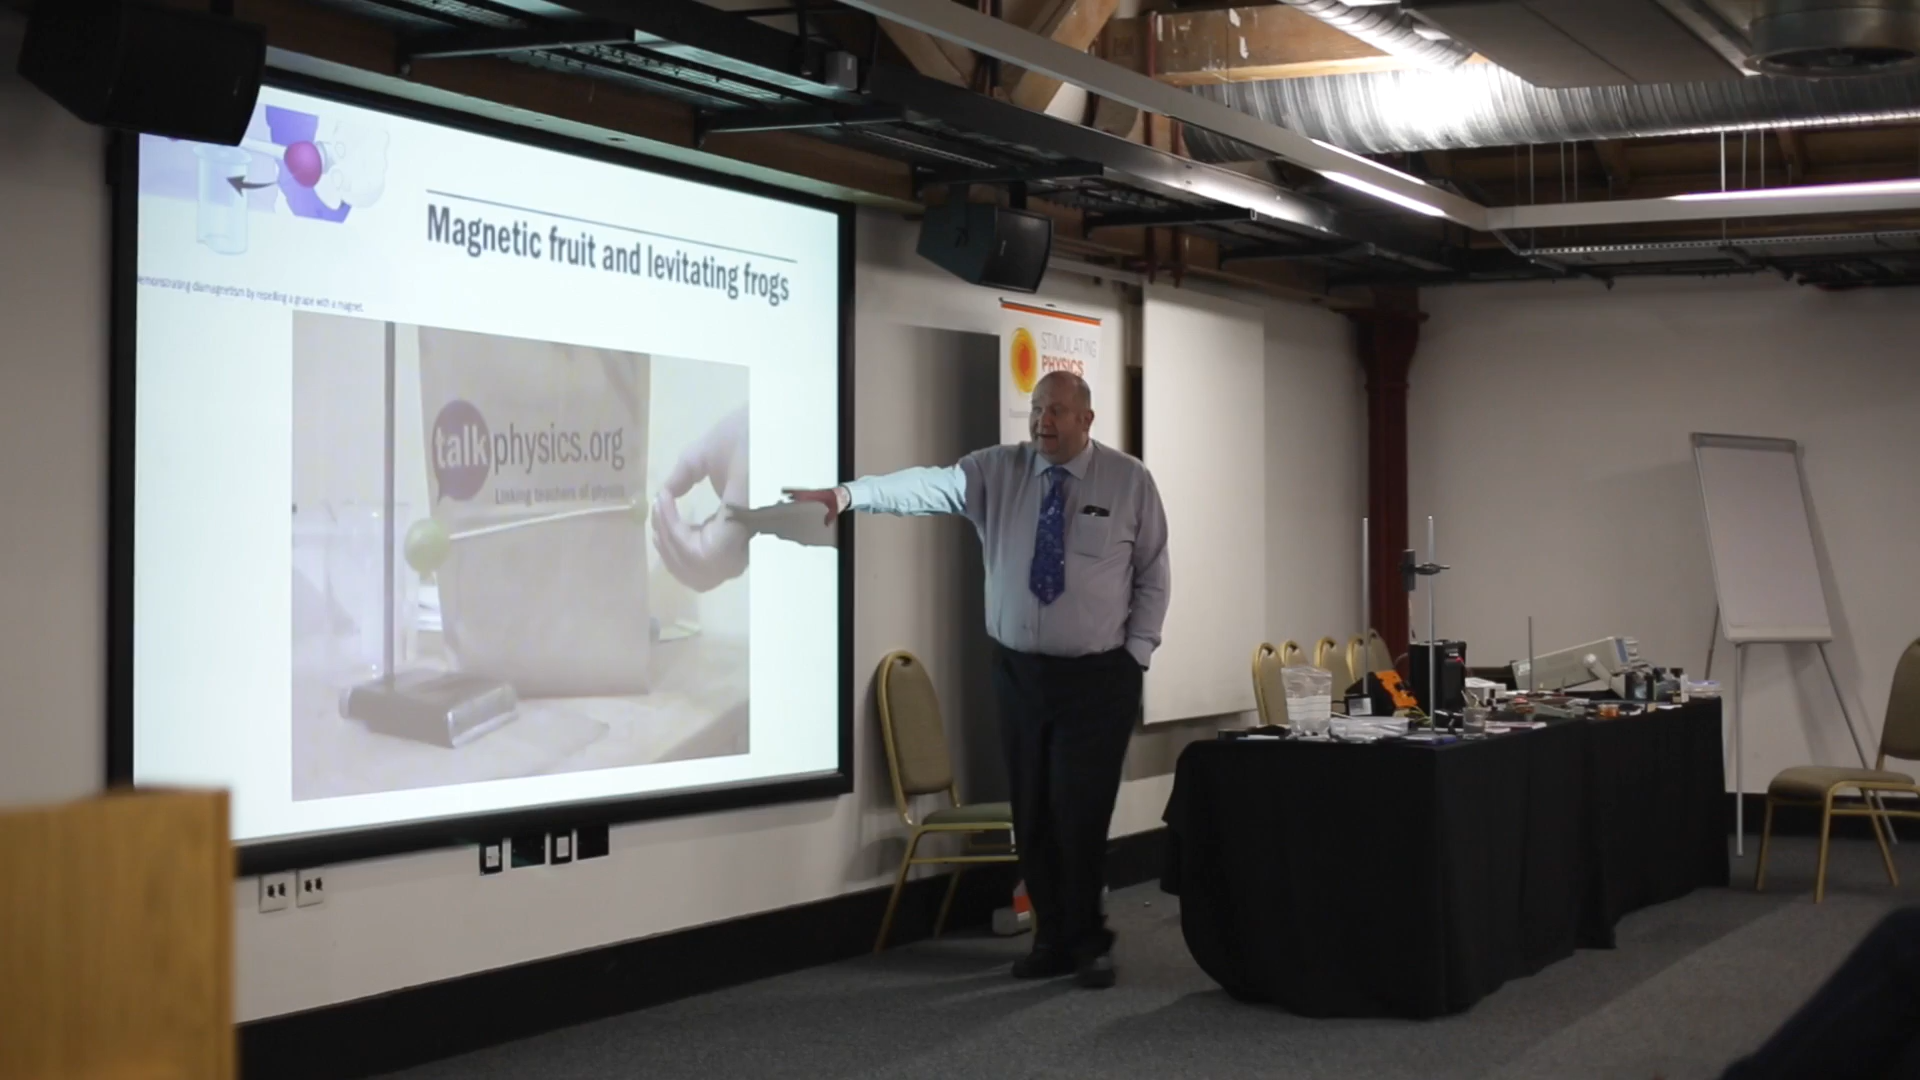 Magnetic fruit and levitating frogs
demonstrating diamagnetism by repelling a grape with a magnet.
talkphysics.org
Linking teachers of physics
STIMULATING
PHYSICS